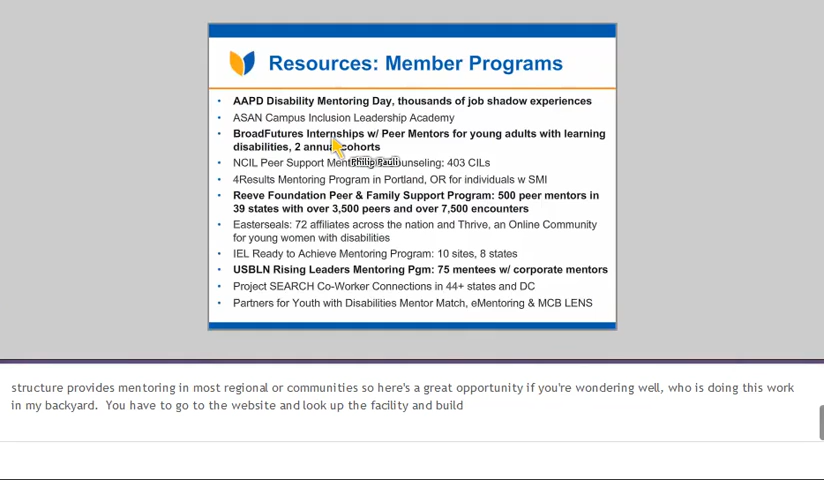 Resources: Member Programs
• AAPD Disability Mentoring Day, thousands of job shadow experiences
• ASAN Campus Inclusion Leadership Academy
• BroadFutures Internships w/ Peer Mentors for young adults with learning
disabilities, 2 annual cohorts
• NCIL Peer Support Mentoring Counseling: 403 CILs
Philip Pauli
• 4Results Mentoring Program in Portland, OR for individuals w SMI
• Reeve Foundation Peer & Family Support Program: 500 peer mentors in
39 states with over 3,500 peers and over 7,500 encounters
• Easterseals: 72 affiliates across the nation and Thrive, an Online Community
for young women with disabilities
• IEL Ready to Achieve Mentoring Program: 10 sites, 8 states
• USBLN Rising Leaders Mentoring Pgm: 75 mentees w/ corporate mentors
• Project SEARCH Co-Worker Connections in 44+ states and DC
• Partners for Youth with Disabilities Mentor Match, eMentoring & MCB LENS
structure provides mentoring in most regional or communities so here's a great opportunity if you're wondering well, who is doing this work
in my backyard.  You have to go to the website and look up the facility and build